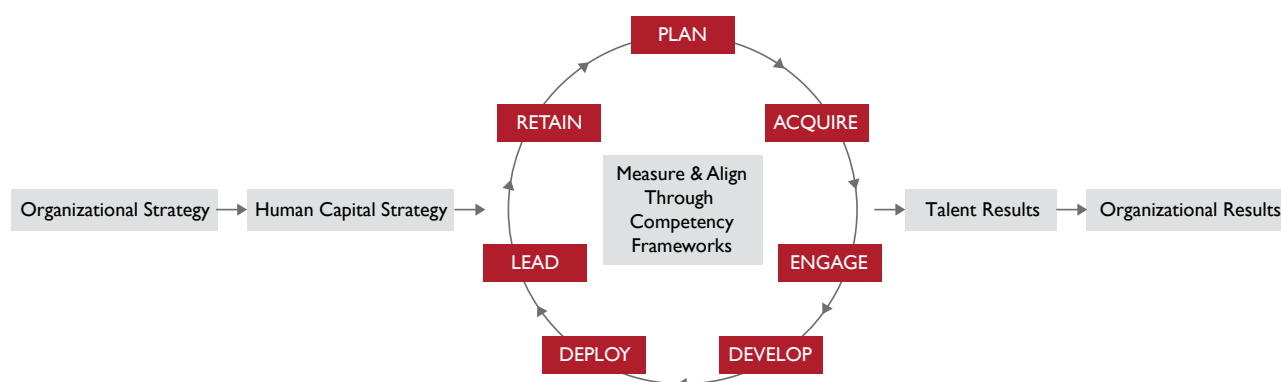 PLAN
RETAIN
ACQUIRE
Measure & Align
Through
Competency
Frameworks
Organizational Strategy
Human Capital Strategy
Talent Results
Organizational Results
LEAD
ENGAGE
DEPLOY
DEVELOP